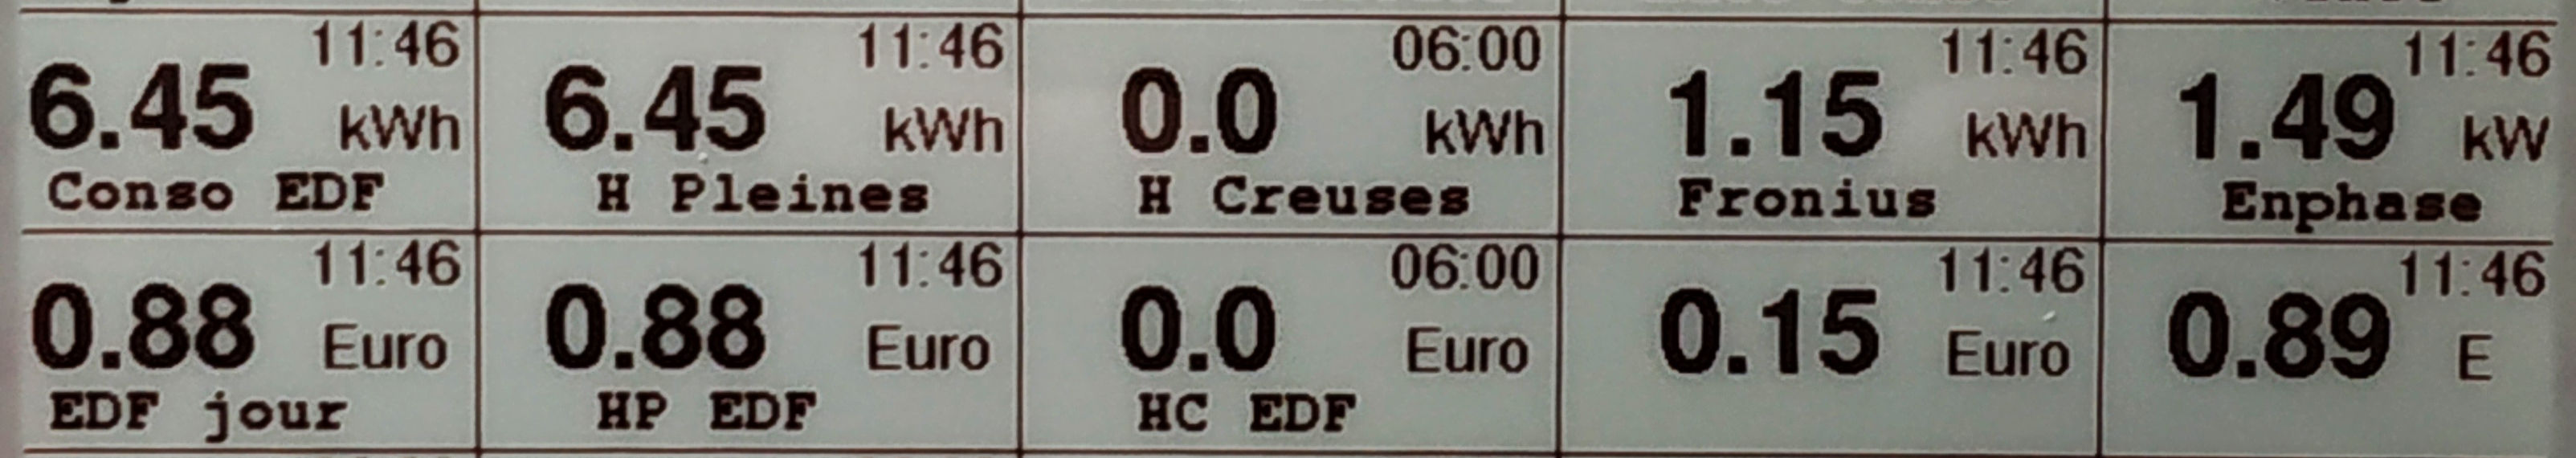 11:46 11:46 06:00 11:46 11:46
6.45 kWh 6.45 kWh 0.0 kWh 1.15 kWh 1.49 kW
Conso EDF H Pleines H Creuses Fronius Enphase
11:46 11:46 06:00 11:46 11:46
0.88 Euro 0.88 Euro 0.0 Euro 0.15 Euro 0.89 E
EDF jour HP EDF HC EDF